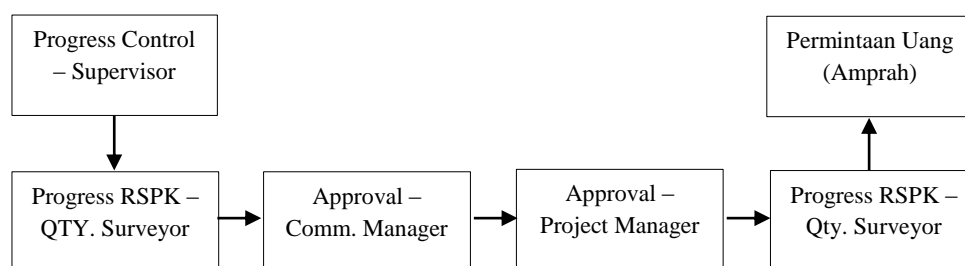 Progress Control
– Supervisor
Permintaan Uang
(Amprah)
Progress RSPK –
QTY. Surveyor
Approval –
Comm. Manager
Approval –
Project Manager
Progress RSPK –
Qty. Surveyor